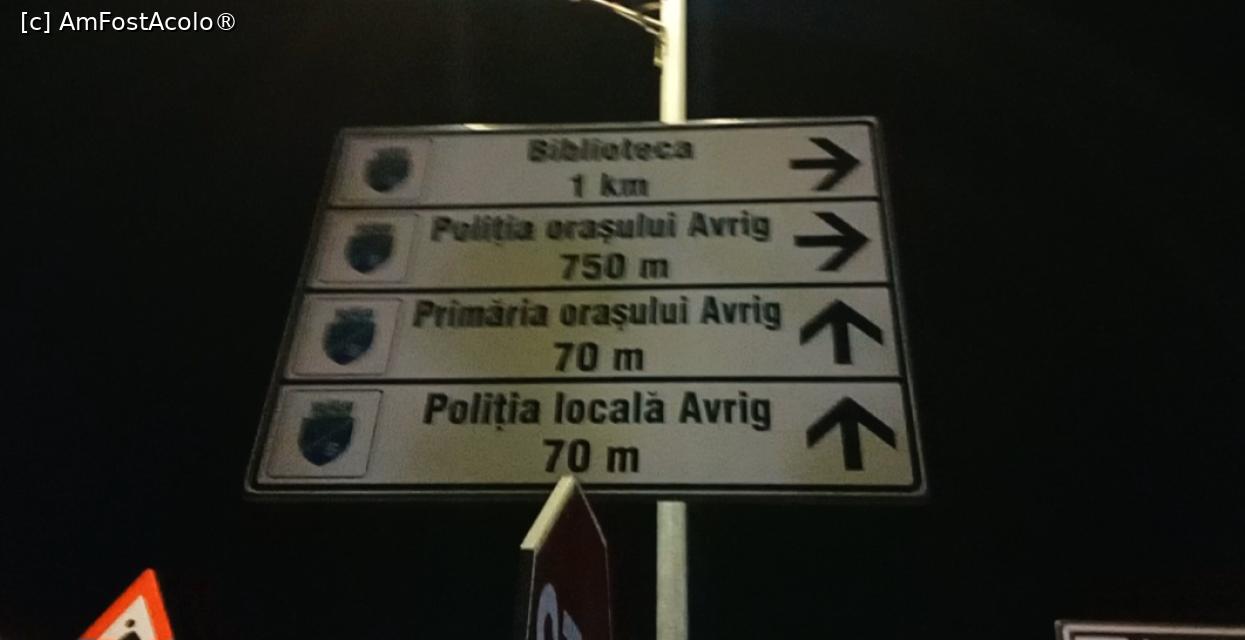 [c] AmFostAcolo®
Biblioteca
1 km
Poliția orașului Avrig
750 m
Primăria orașului Avrig
70 m
Poliția locală Avrig
70 m